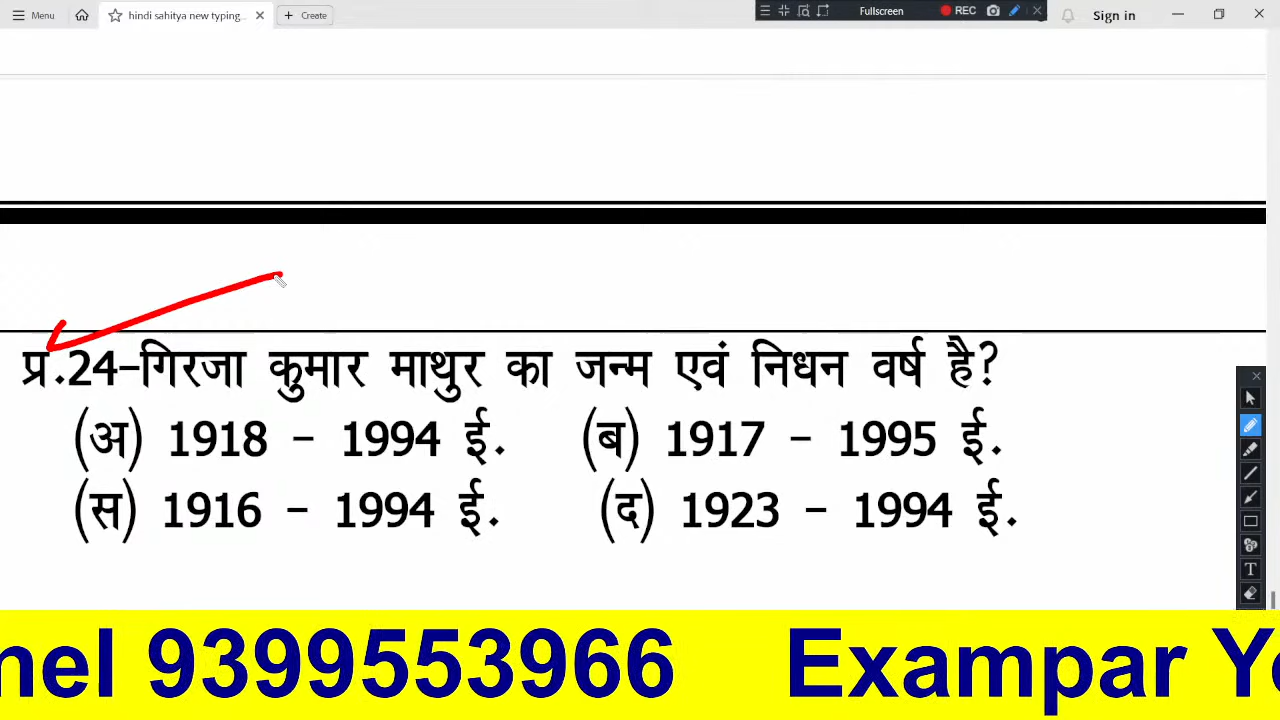 Menu
hindi sahitya new typing...
Create
Fullscreen
REC
Sign in
प्र.24-गिरजा कुमार माथुर का जन्म एवं निधन वर्ष है?
(अ) 1918 - 1994 ई. (ब) 1917 - 1995 ई.
(स) 1916 - 1994 ई. (द) 1923 - 1994 ई.
nel 9399553966 Exampar Yo